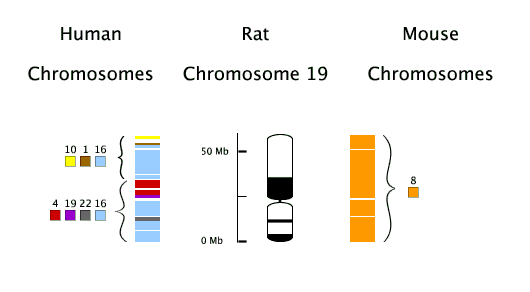 Human Rat Mouse
Chromosomes Chromosome 19 Chromosomes
10 1 16
50 Mb
8
4 19 22 16
0 Mb